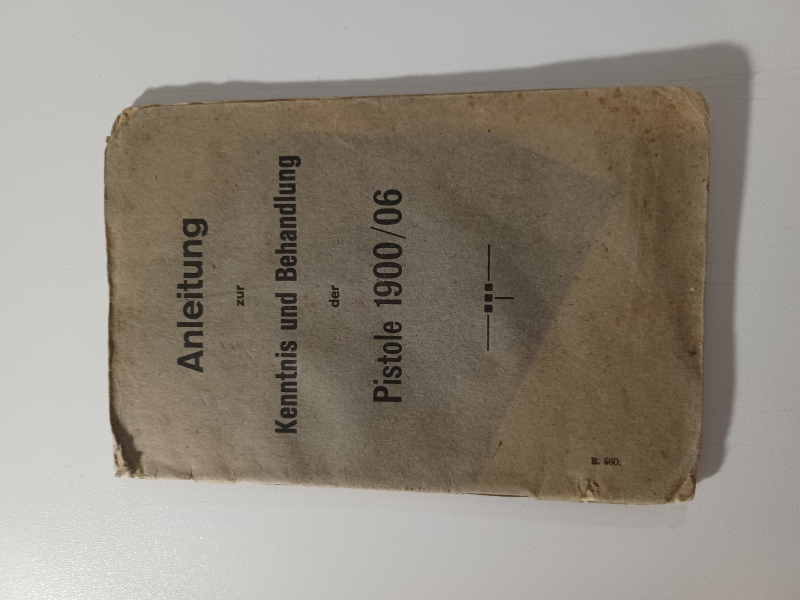 Anleitung
zur
Kenntnis und Behandlung
der
Pistole 1900/06
B. 660.